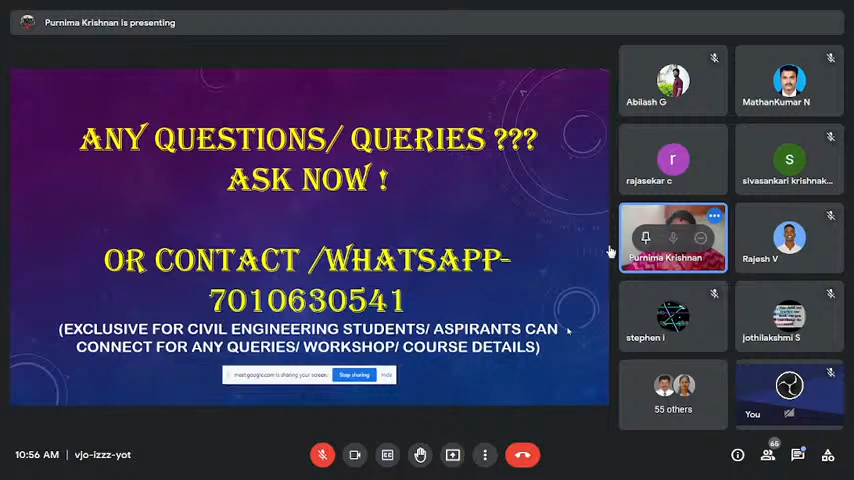 Purnima Krishnan is presenting
ANY QUESTIONS/ QUERIES ???
ASK NOW !
OR CONTACT /WHATSAPP-
7010630541
(EXCLUSIVE FOR CIVIL ENGINEERING STUDENTS/ ASPIRANTS CAN
CONNECT FOR ANY QUERIES/ WORKSHOP/ COURSE DETAILS)
meet.google.com is sharing your screen. Stop sharing Hide
Abilash G
MathanKumar N
r
rajasekar c
s
sivasankari krishnak...
Purnima Krishnan
Rajesh V
stephen i
jothilakshmi S
55 others
You
10:56 AM vjo-izzz-yot
65